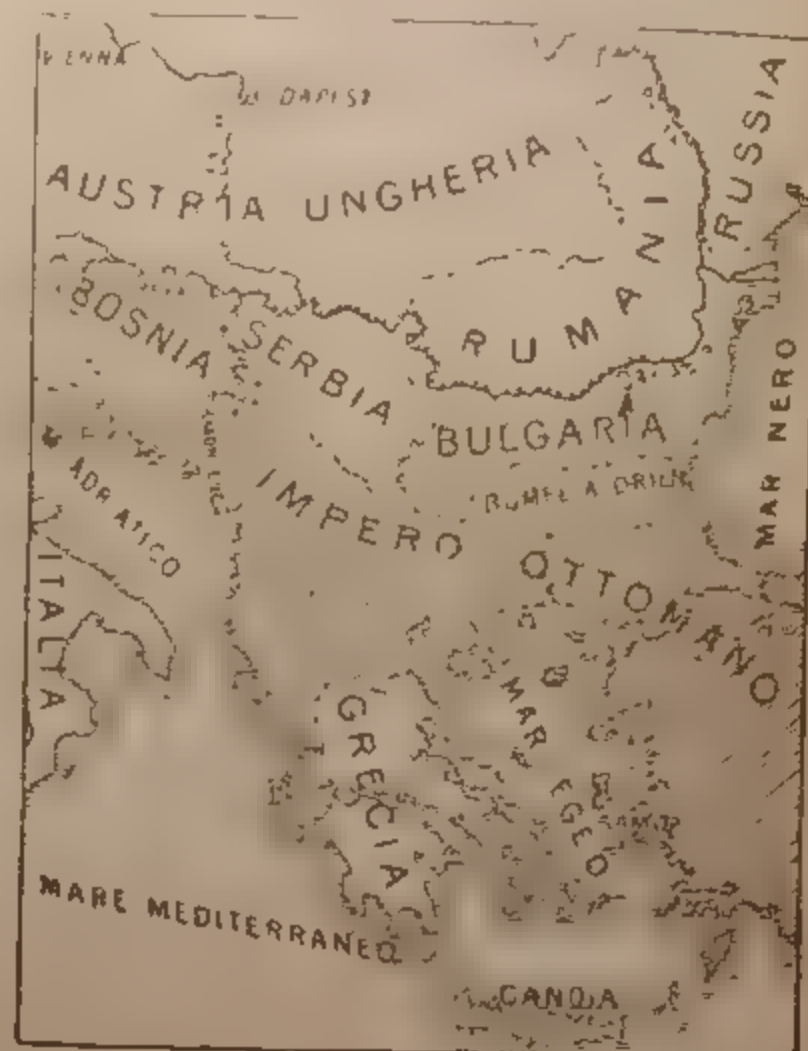 VIENNA
AUSTRIA UNGHERIA
RUSSIA
RUMANIA
BOSNIA
SERBIA
BULGARIA
MAR NERO
ADRIATICO
IMPERO OTTOMANO
ITALIA
GRECIA
MAR EGEO
MARE MEDITERRANEO
CANDIA